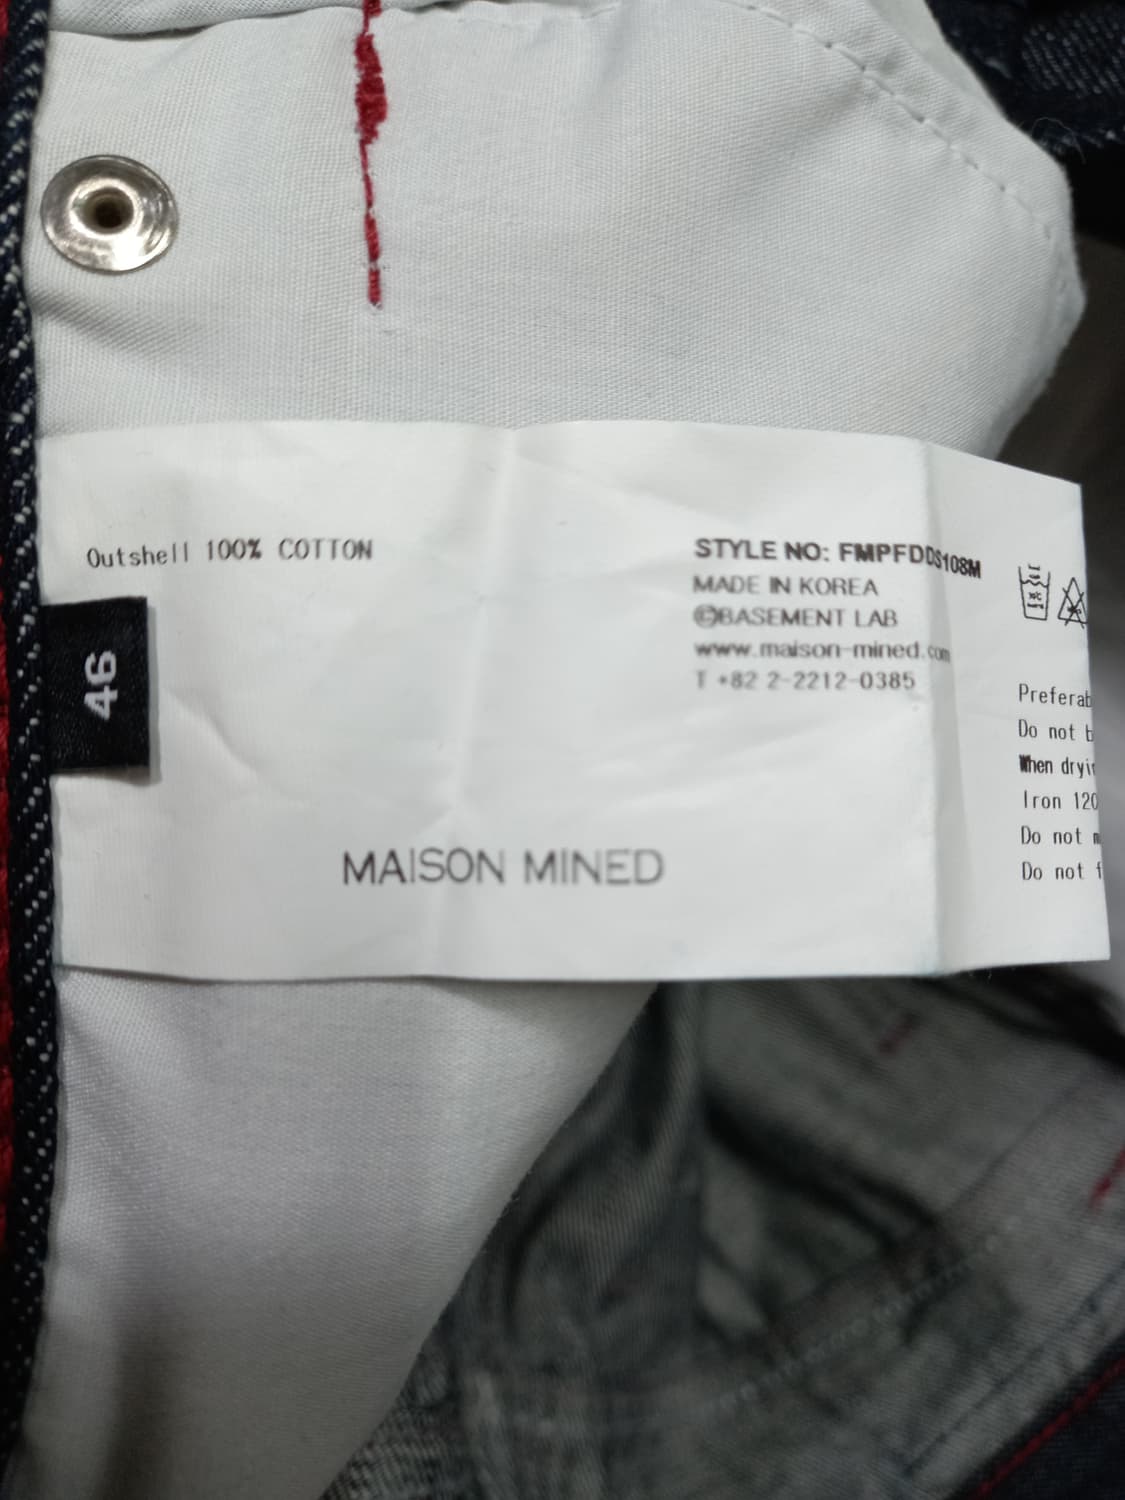 Outshell 100% COTTON
46
MAISON MINED
STYLE NO: FMPFDDS108M
MADE IN KOREA
©BASEMENT LAB
www.maison-mined.com
T +82 2-2212-0385
Preferab
Do not b
When dryi
Iron 120
Do not m
Do not f